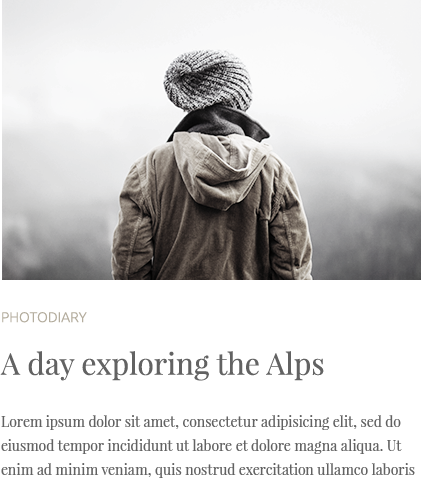 PHOTODIARY
A day exploring the Alps
Lorem ipsum dolor sit amet, consectetur adipisicing elit, sed do
eiusmod tempor incididunt ut labore et dolore magna aliqua. Ut
enim ad minim veniam, quis nostrud exercitation ullamco laboris